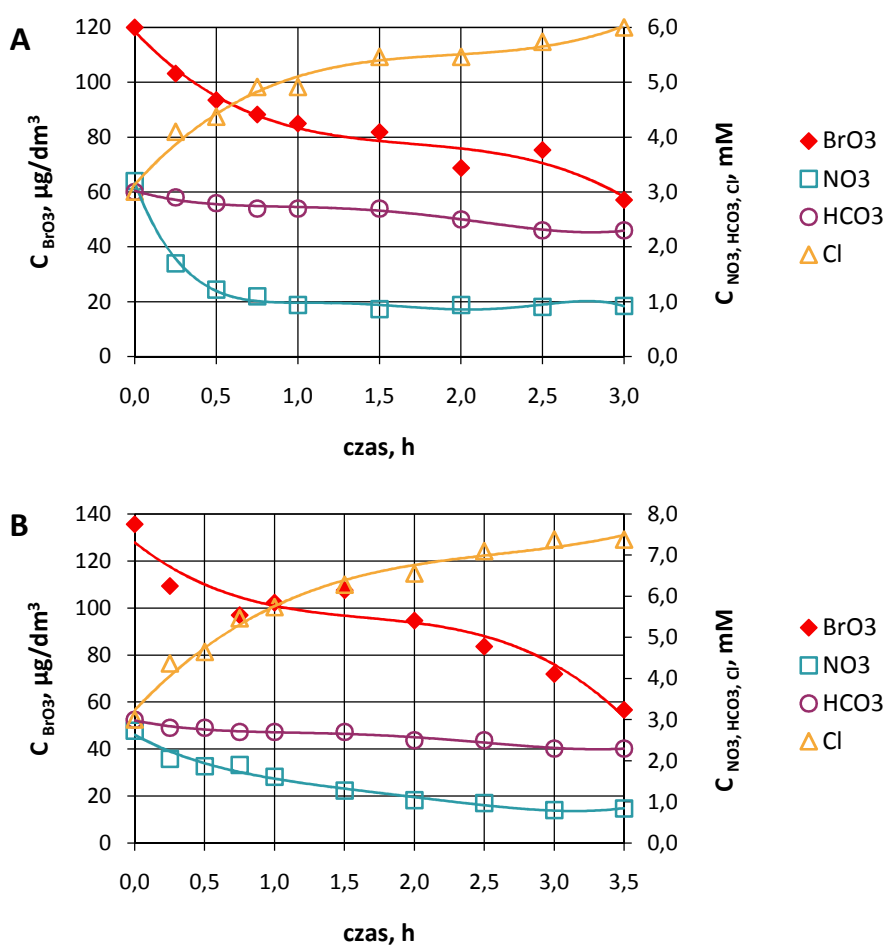 A
120
100
80
60
40
20
0
C BrO3, µg/dm³
6,0
5,0
4,0
3,0
2,0
1,0
0,0
C NO3, HCO3, Cl, mM
0,0 0,5 1,0 1,5 2,0 2,5 3,0
czas, h
BrO3
NO3
HCO3
Cl
B
140
120
100
80
60
40
20
0
C BrO3, µg/dm³
8,0
7,0
6,0
5,0
4,0
3,0
2,0
1,0
0,0
C NO3, HCO3, Cl, mM
0,0 0,5 1,0 1,5 2,0 2,5 3,0 3,5
czas, h
BrO3
NO3
HCO3
Cl